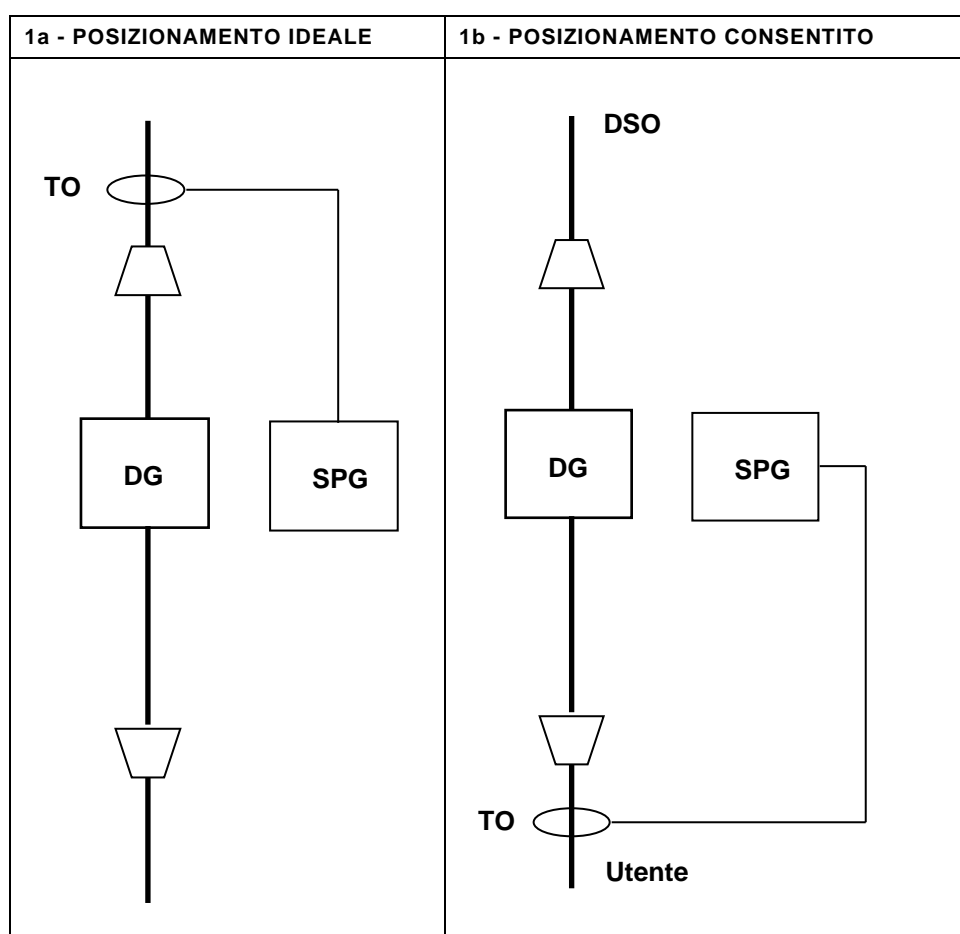 1a - POSIZIONAMENTO IDEALE
1b - POSIZIONAMENTO CONSENTITO
TO
DG
SPG
DSO
DG
SPG
TO
Utente